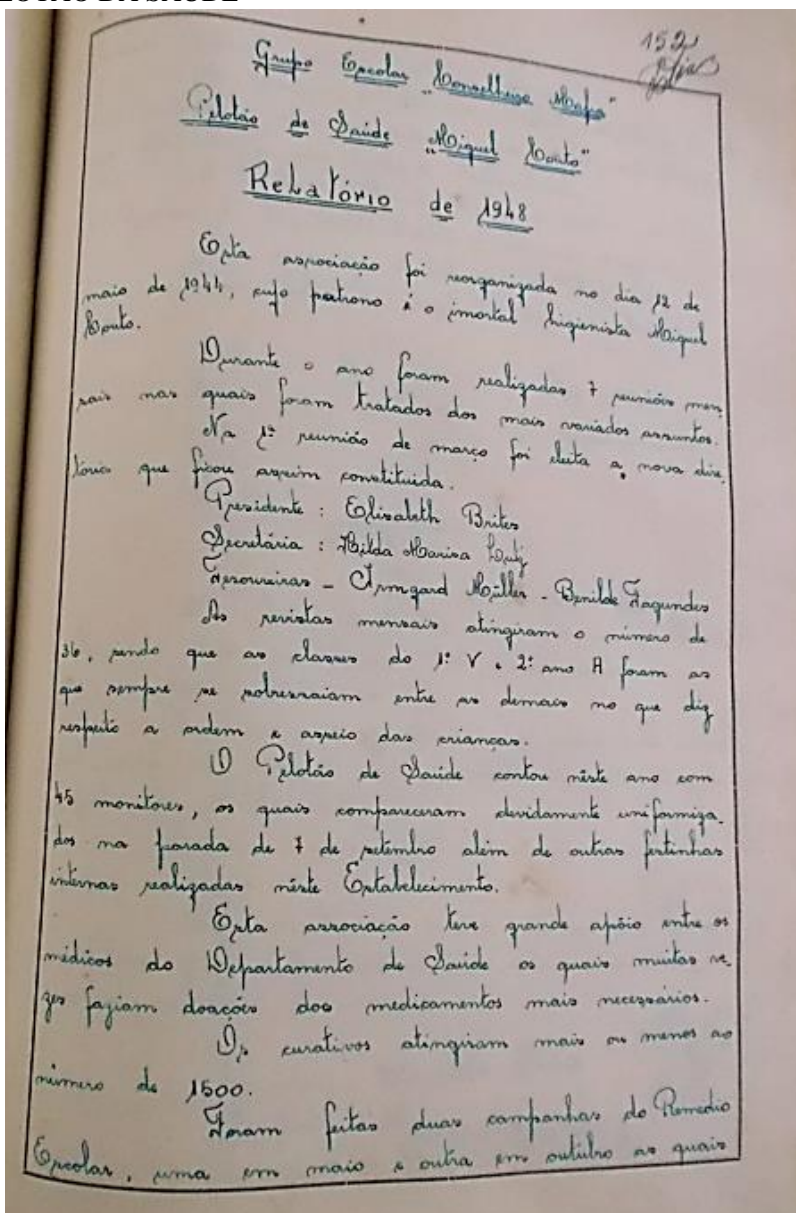 LOTÃO DA SAÚDE
152
Grupo Escolar "Conselheiro Mafra"
Pelotão de Saúde "Miguel Couto"
Relatório de 1948
Esta associação foi reorganizada no dia 12 de
maio de 1944, cujo patrono é o imortal higienista Miguel
Couto.
Durante o ano foram realizadas 7 reuniões men
sais nas quais foram tratados dos mais variados assuntos.
Na 1ª reunião de março foi eleita a nova dire
toria que ficou assim constituida.
Presidente : Elisabeth Brites
Secretária : Hilda Marisa
Tesoureiras - Irmgard Müller - Benilde Fagundes
As revistas mensais atingiram o número de
36, sendo que as classes do 1º V e 2º ano A foram as
que sempre se sobressaiam entre as demais no que diz
respeito a ordem e asseio das crianças.
O Pelotão de Saúde contou nêste ano com
45 monitores, os quais compareceram devidamente uniformiza
dos na parada de 7 de setembro além de outras festinhas
internas realizadas nêste Estabelecimento.
Esta associação teve grande apôio entre os
médicos do Departamento de Saúde os quais muitas ve
zes faziam doações dos medicamentos mais necessários.
Os curativos atingiram mais ou menos ao
número de 1500.
Foram feitas duas campanhas do Remedio
Escolar, uma em maio e outra em outubro as quais